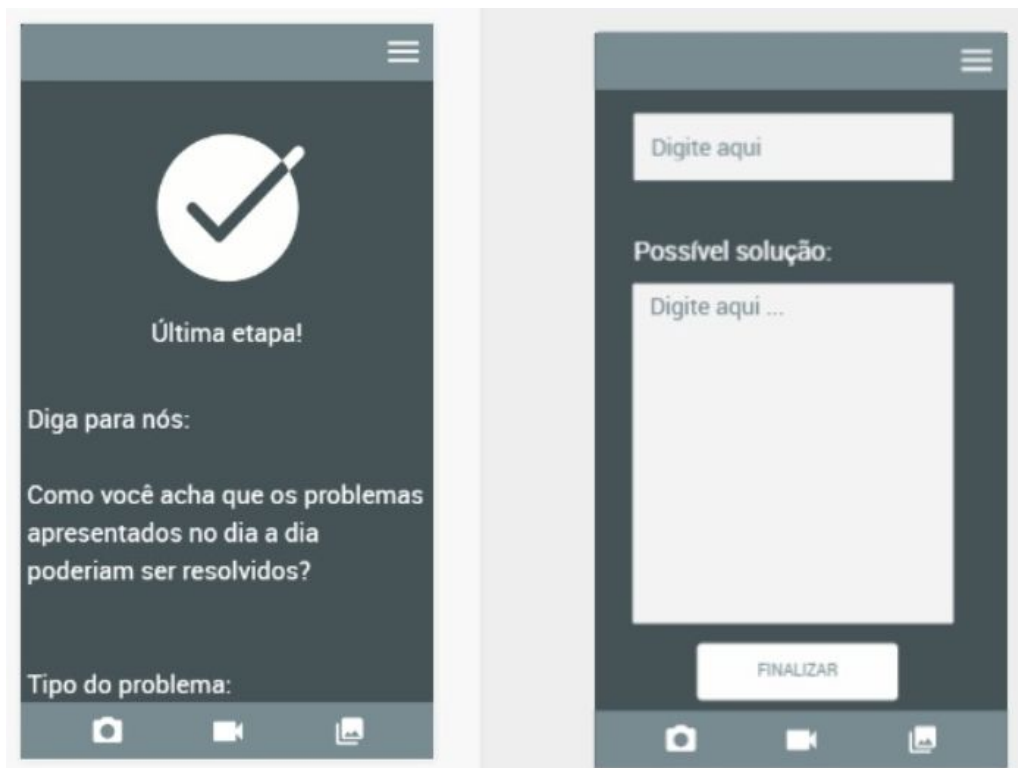 Última etapa!
Diga para nós:
Como você acha que os problemas
apresentados no dia a dia
poderiam ser resolvidos?
Tipo do problema:
Digite aqui
Possível solução:
Digite aqui ...
FINALIZAR